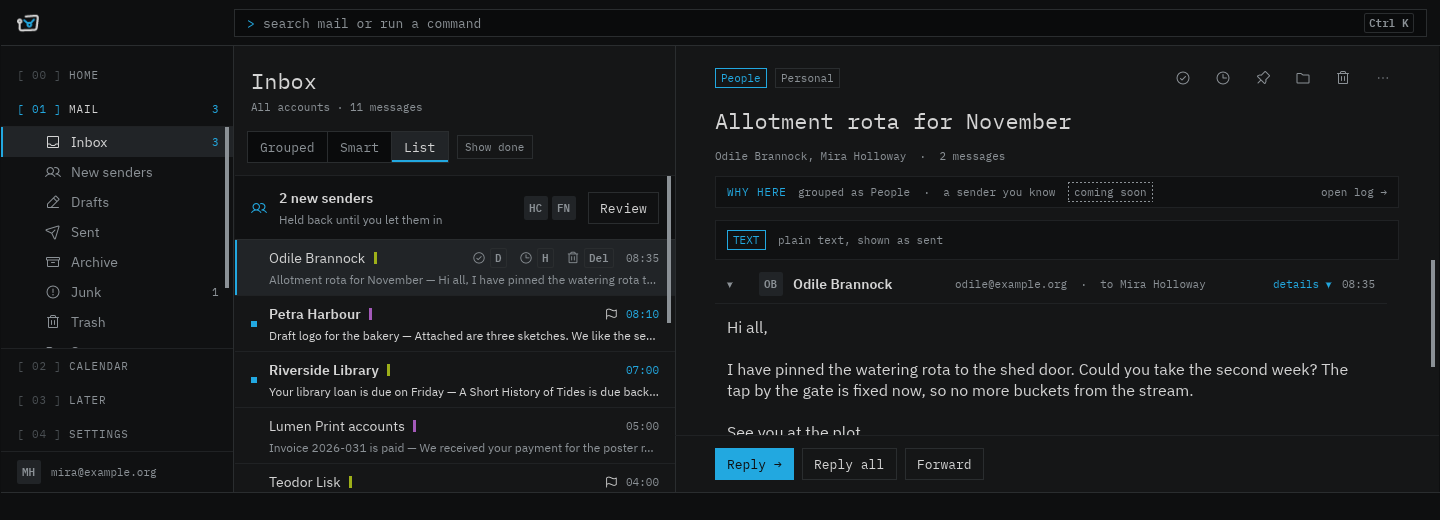 > search mail or run a command Ctrl K
[ 00 ] HOME
[ 01 ] MAIL 3
Inbox 3
New senders
Drafts
Sent
Archive
Junk 1
Trash
[ 02 ] CALENDAR
[ 03 ] LATER
[ 04 ] SETTINGS
MH mira@example.org
Inbox
All accounts · 11 messages
Grouped Smart List Show done
2 new senders
Held back until you let them in
HC FN Review
Odile Brannock D H Del 08:35
Allotment rota for November — Hi all, I have pinned the watering rota t...
Petra Harbour 08:10
Draft logo for the bakery — Attached are three sketches. We like the se...
Riverside Library 07:00
Your library loan is due on Friday — A Short History of Tides is due back...
Lumen Print accounts 05:00
Invoice 2026-031 is paid — We received your payment for the poster r...
Teodor Lisk 04:00
People Personal ···
Allotment rota for November
Odile Brannock, Mira Holloway · 2 messages
WHY HERE grouped as People · a sender you know coming soon open log →
TEXT plain text, shown as sent
▾ OB Odile Brannock odile@example.org · to Mira Holloway details ▾ 08:35
Hi all,
I have pinned the watering rota to the shed door. Could you take the second week? The
tap by the gate is fixed now, so no more buckets from the stream.
See you at the plot
Reply → Reply all Forward